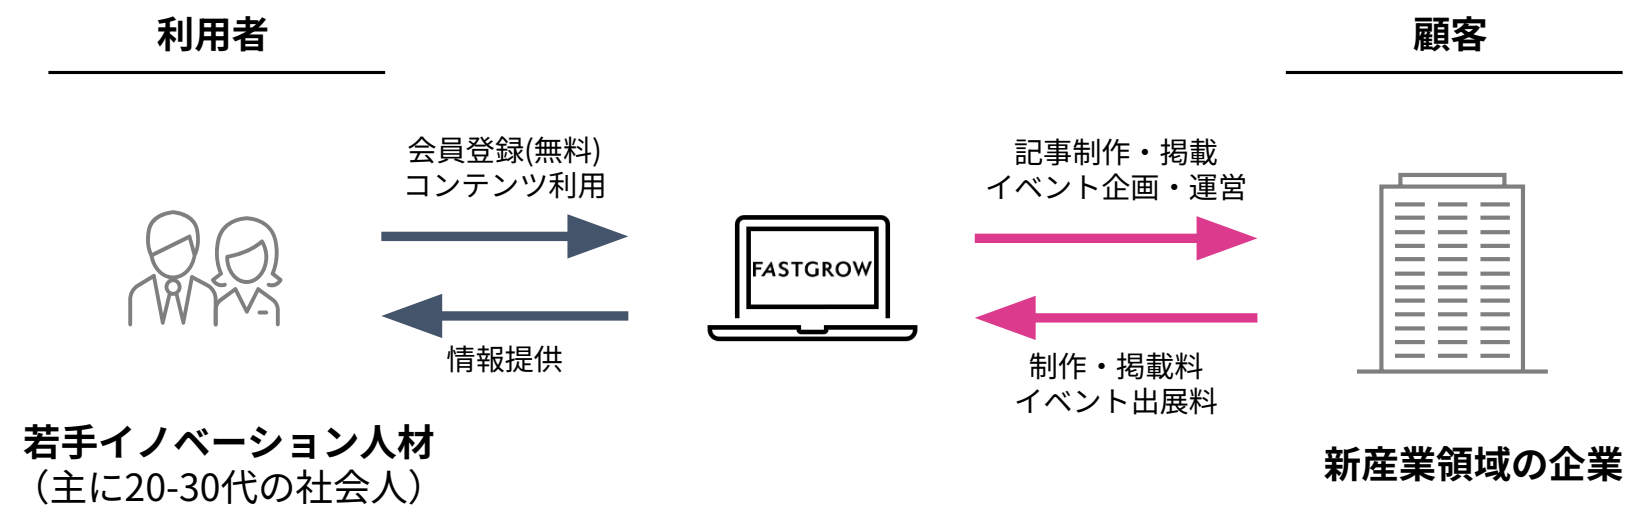 利用者
顧客
会員登録(無料)
コンテンツ利用
記事制作・掲載
イベント企画・運営
FASTGROW
情報提供
制作・掲載料
イベント出展料
若手イノベーション人材
（主に20-30代の社会人）
新産業領域の企業